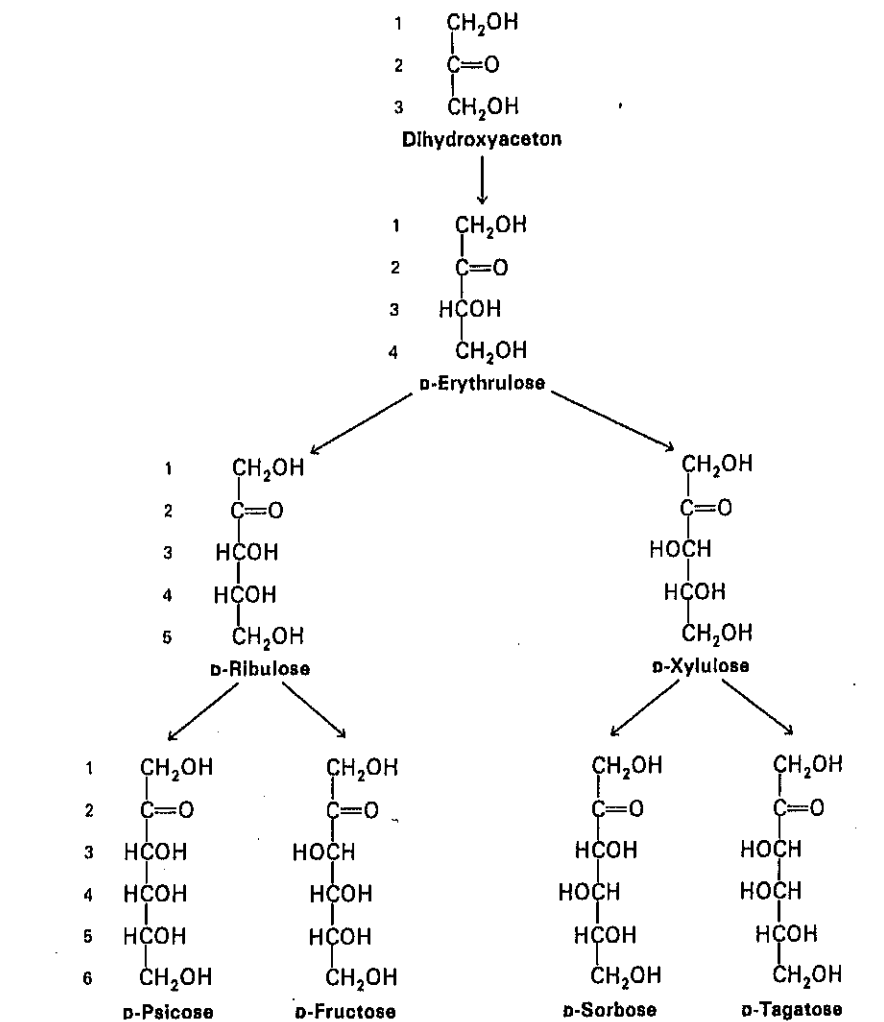 1 CH2OH
2 C=O
3 CH2OH
Dihydroxyaceton
1 CH2OH
2 C=O
3 HCOH
4 CH2OH
D-Erythrulose
1 CH2OH CH2OH
2 C=O C=O
3 HCOH HOCH
4 HCOH HCOH
5 CH2OH CH2OH
D-Ribulose D-Xylulose
1 CH2OH CH2OH CH2OH CH2OH
2 C=O C=O C=O C=O
3 HCOH HOCH HCOH HOCH
4 HCOH HCOH HOCH HOCH
5 HCOH HCOH HCOH HCOH
6 CH2OH CH2OH CH2OH CH2OH
D-Psicose D-Fructose D-Sorbose D-Tagatose